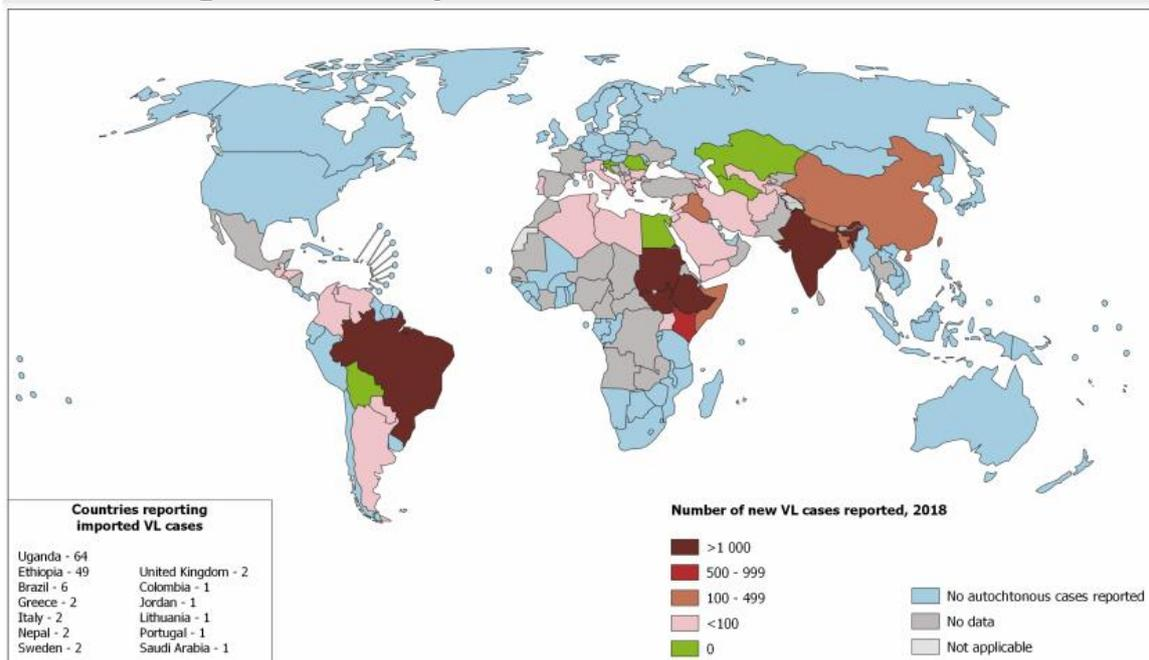 Countries reporting
imported VL cases
Uganda - 64
Ethiopia - 49
Brazil - 6
Greece - 2
Italy - 2
Nepal - 2
Sweden - 2
United Kingdom - 2
Colombia - 1
Jordan - 1
Lithuania - 1
Portugal - 1
Saudi Arabia - 1
Number of new VL cases reported, 2018
>1 000
500 - 999
100 - 499
<100
0
No autochtonous cases reported
No data
Not applicable